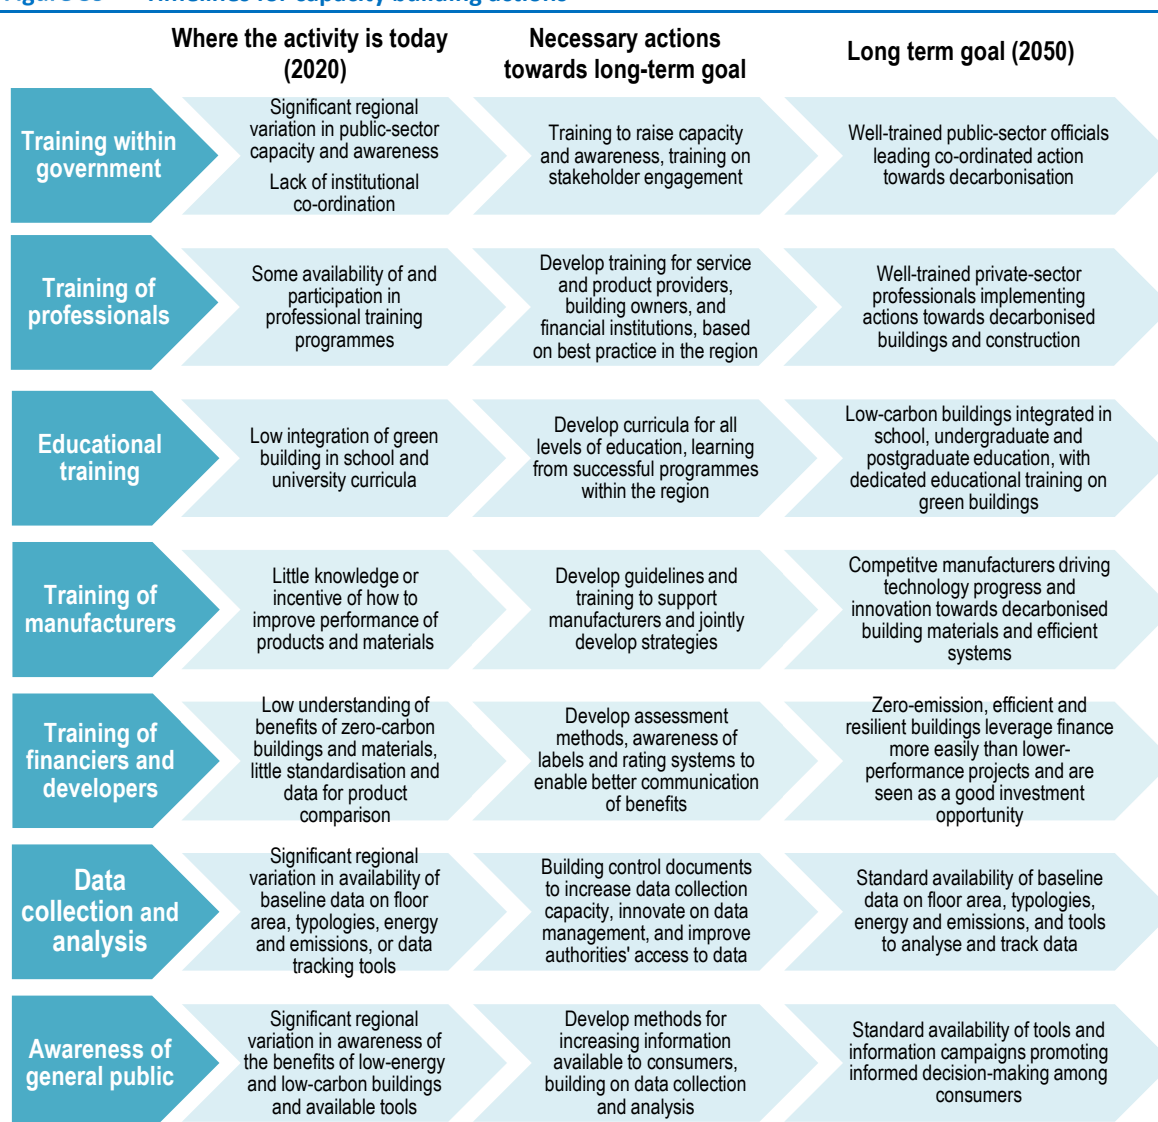 Timelines for capacity building actions
Where the activity is today
(2020)
Necessary actions
towards long-term goal
Long term goal (2050)
Training within
government
Significant regional
variation in public-sector
capacity and awareness
Lack of institutional
co-ordination
Training to raise capacity
and awareness, training on
stakeholder engagement
Well-trained public-sector officials
leading co-ordinated action
towards decarbonisation
Training of
professionals
Some availability of and
participation in
professional training
programmes
Develop training for service
and product providers,
building owners, and
financial institutions, based
on best practice in the region
Well-trained private-sector
professionals implementing
actions towards decarbonised
buildings and construction
Educational
training
Low integration of green
building in school and
university curricula
Develop curricula for all
levels of education, learning
from successful programmes
within the region
Low-carbon buildings integrated in
school, undergraduate and
postgraduate education, with
dedicated educational training on
green buildings
Training of
manufacturers
Little knowledge or
incentive of how to
improve performance of
products and materials
Develop guidelines and
training to support
manufacturers and jointly
develop strategies
Competitve manufacturers driving
technology progress and
innovation towards decarbonised
building materials and efficient
systems
Training of
financiers and
developers
Low understanding of
benefits of zero-carbon
buildings and materials,
little standardisation and
data for product
comparison
Develop assessment
methods, awareness of
labels and rating systems to
enable better communication
of benefits
Zero-emission, efficient and
resilient buildings leverage finance
more easily than lower-
performance projects and are
seen as a good investment
opportunity
Data
collection and
analysis
Significant regional
variation in availability of
baseline data on floor
area, typologies, energy
and emissions, or data
tracking tools
Building control documents
to increase data collection
capacity, innovate on data
management, and improve
authorities' access to data
Standard availability of baseline
data on floor area, typologies,
energy and emissions, and tools
to analyse and track data
Awareness of
general public
Significant regional
variation in awareness of
the benefits of low-energy
and low-carbon buildings
and available tools
Develop methods for
increasing information
available to consumers,
building on data collection
and analysis
Standard availability of tools and
information campaigns promoting
informed decision-making among
consumers